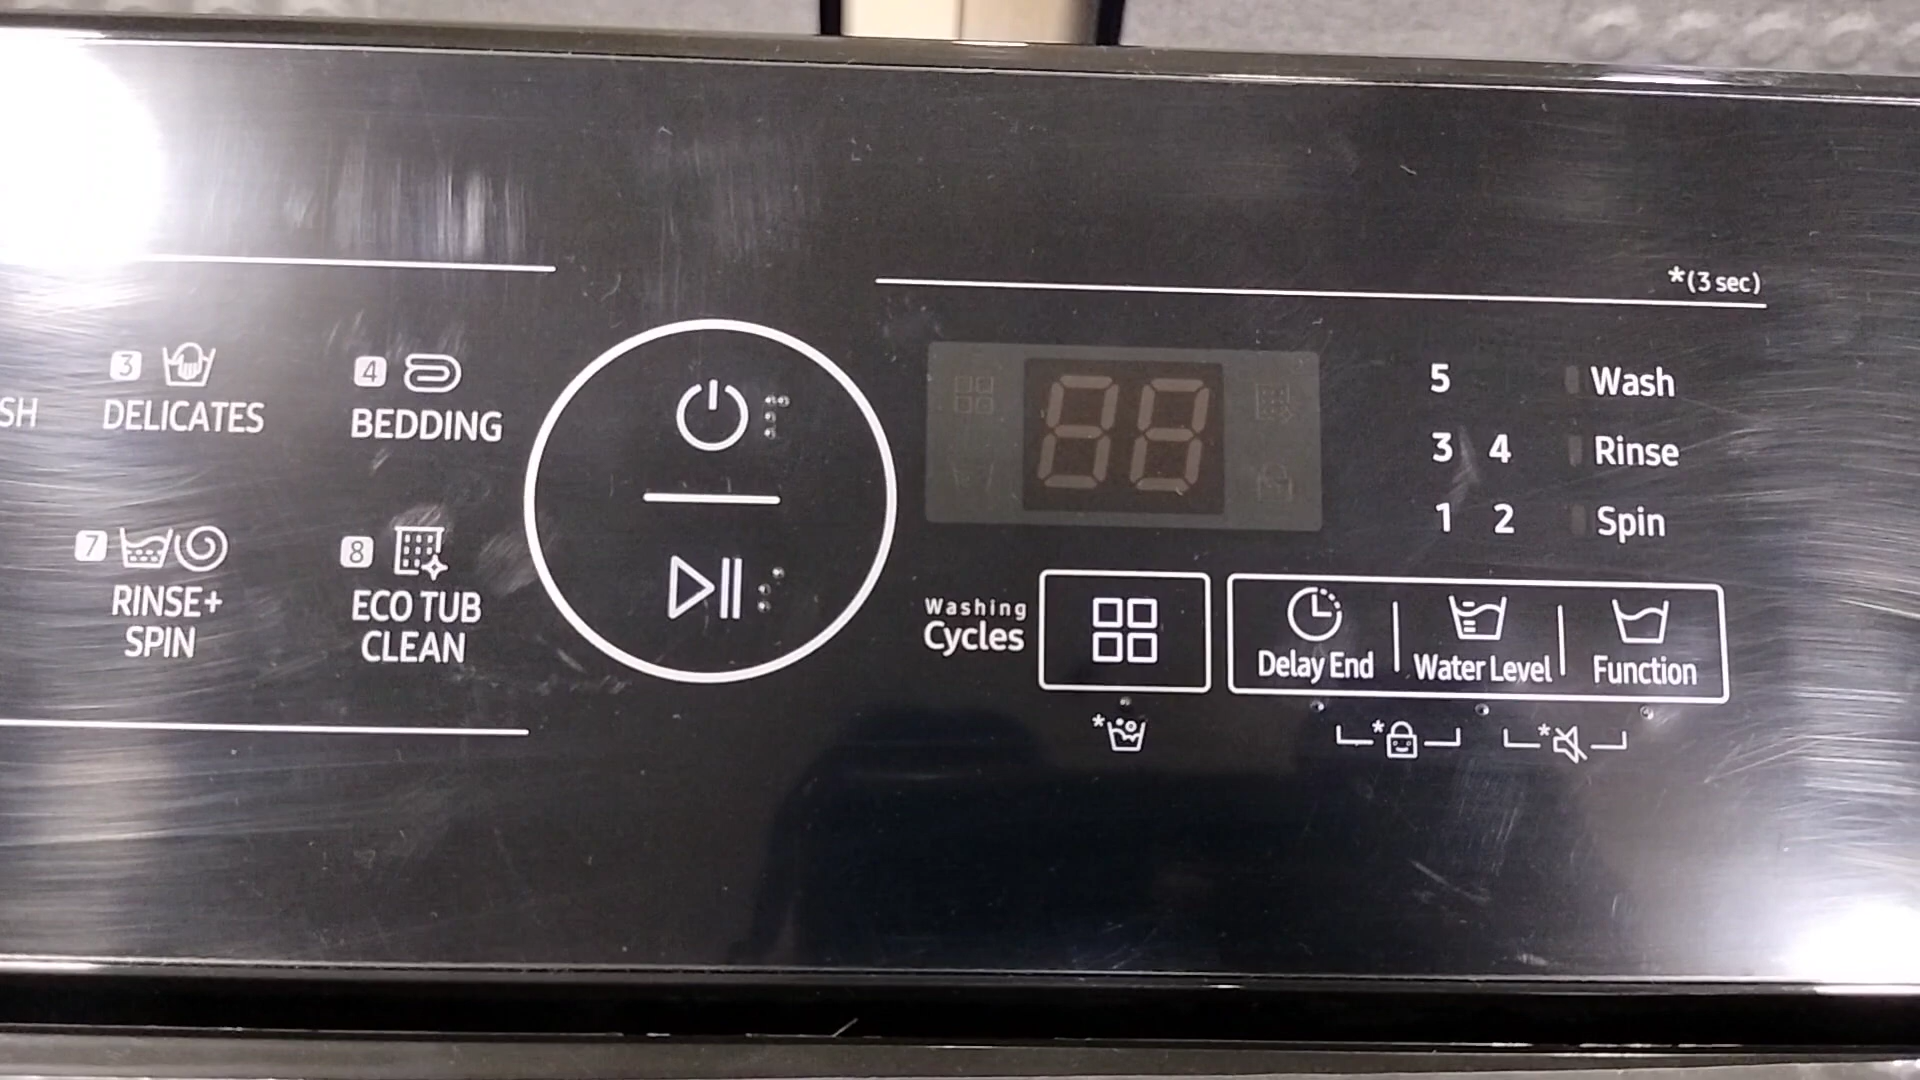 *(3 sec)
SH
3
DELICATES
4
BEDDING
7
RINSE+
SPIN
8
ECO TUB
CLEAN
88
5
3 4
1 2
Wash
Rinse
Spin
Washing
Cycles
Delay End
Water Level
Function
*
*
*